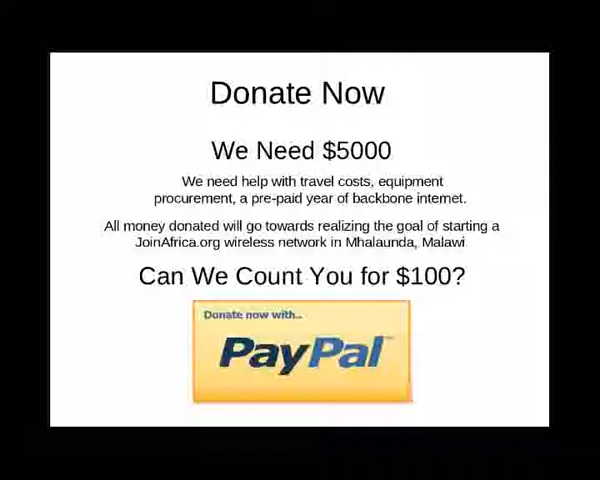 Donate Now
We Need $5000
We need help with travel costs, equipment
procurement, a pre-paid year of backbone internet.
All money donated will go towards realizing the goal of starting a
JoinAfrica.org wireless network in Mhalaunda, Malawi
Can We Count You for $100?
Donate now with...
PayPal™